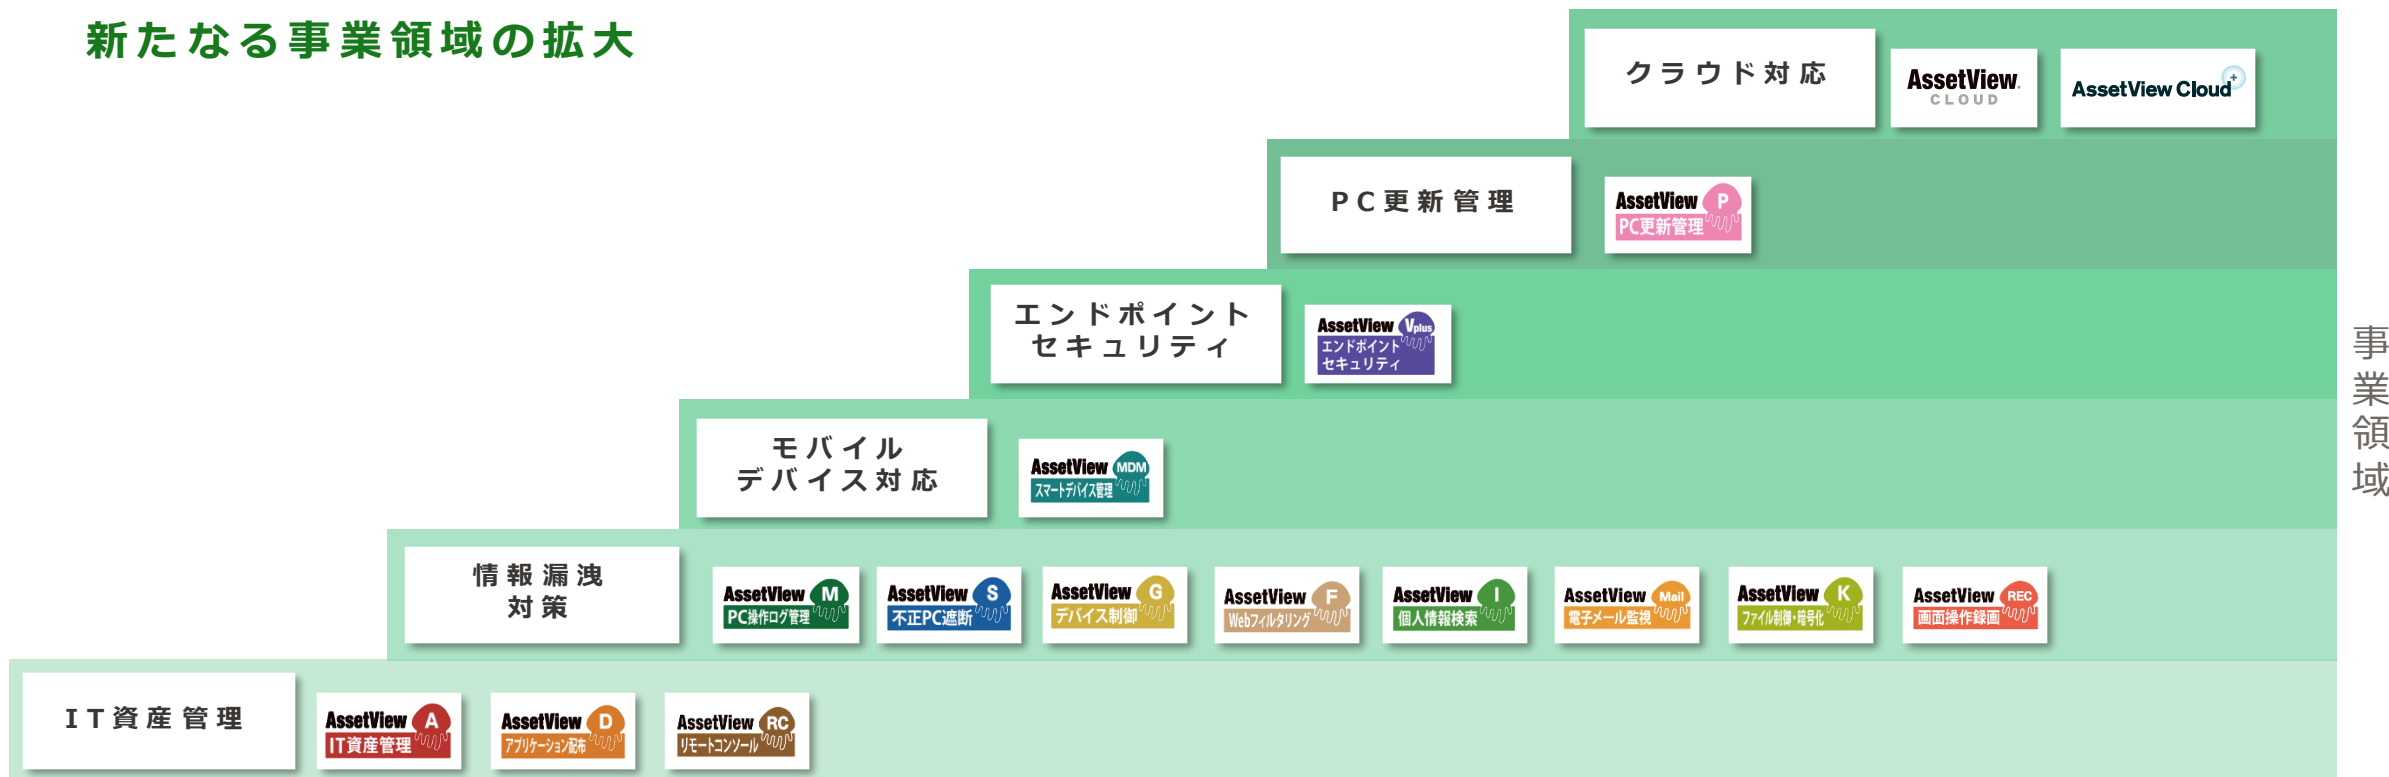 新たなる事業領域の拡大
クラウド対応
AssetView
CLOUD
AssetView Cloud +
PC更新管理
AssetView P
PC更新管理
エンドポイント
セキュリティ
AssetView Vplus
エンドポイント
セキュリティ
事業領域
モバイル
デバイス対応
AssetView MDM
スマートデバイス管理
情報漏洩
対策
AssetView M
PC操作ログ管理
AssetView S
不正PC遮断
AssetView G
デバイス制御
AssetView F
Webフィルタリング
AssetView I
個人情報検索
AssetView Mail
電子メール監視
AssetView K
ファイル制御・暗号化
AssetView REC
画面操作録画
IT資産管理
AssetView A
IT資産管理
AssetView D
アプリケーション配布
AssetView RC
リモートコンソール